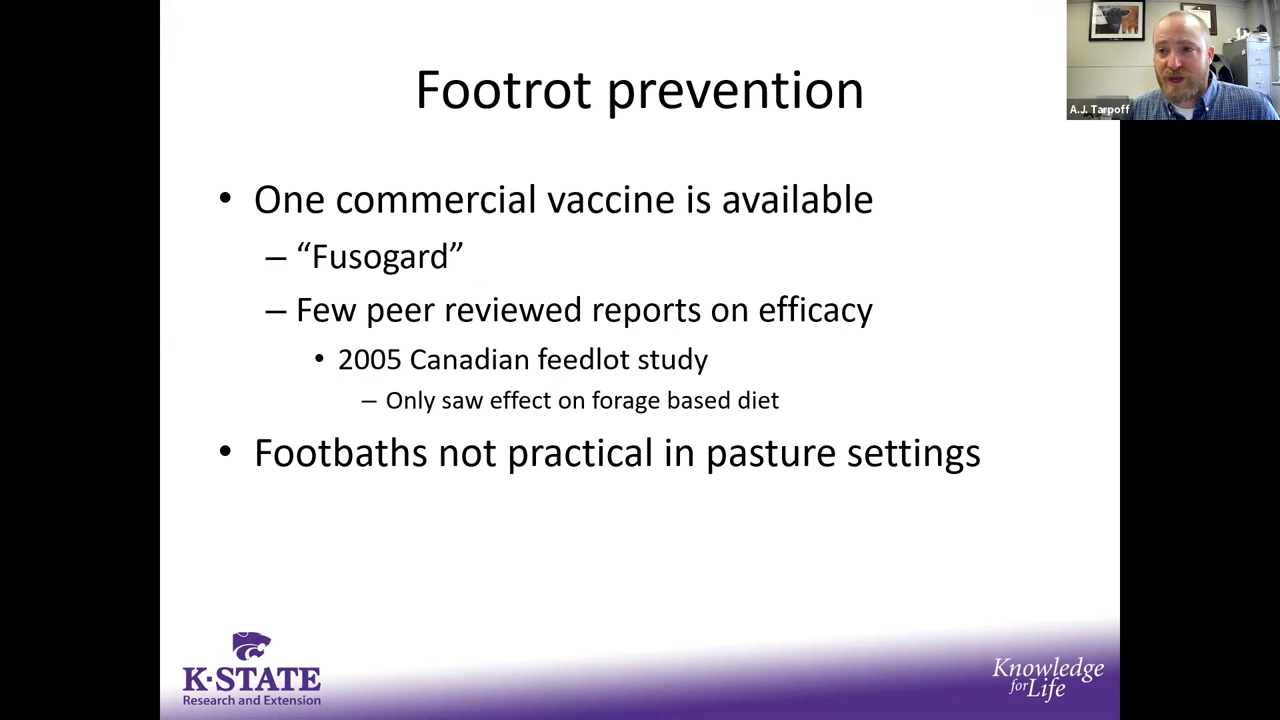 Footrot prevention
A.J. Tarpoff
• One commercial vaccine is available
– “Fusogard”
– Few peer reviewed reports on efficacy
• 2005 Canadian feedlot study
– Only saw effect on forage based diet
• Footbaths not practical in pasture settings
K-STATE
Research and Extension
Knowledge
for Life